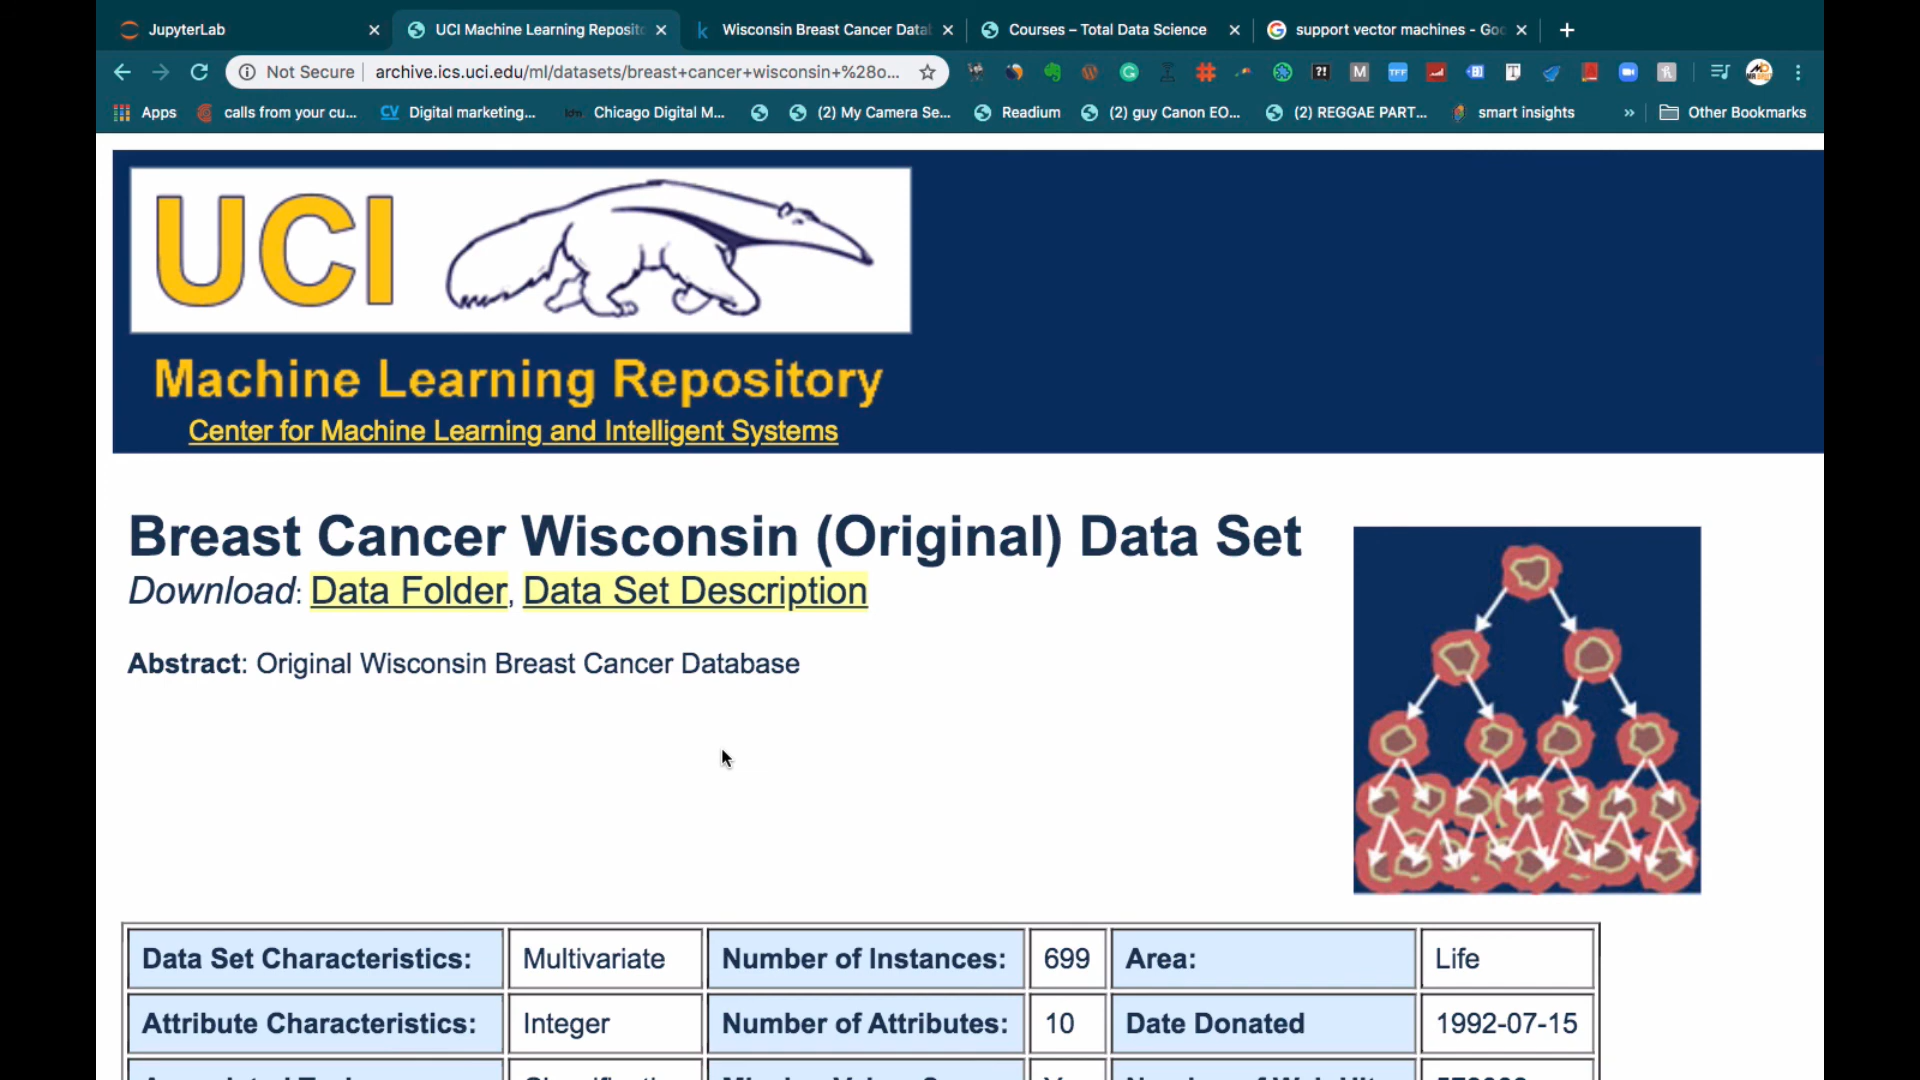 JupyterLab
UCI Machine Learning Reposito
Wisconsin Breast Cancer Datab
Courses – Total Data Science
support vector machines - Goo
Not Secure
archive.ics.uci.edu/ml/datasets/breast+cancer+wisconsin+%28o...
Apps
calls from your cu...
CV Digital marketing...
Chicago Digital M...
(2) My Camera Se...
Readium
(2) guy Canon EO...
(2) REGGAE PART...
smart insights
»
Other Bookmarks
UCI
Machine Learning Repository
Center for Machine Learning and Intelligent Systems
Breast Cancer Wisconsin (Original) Data Set
Download: Data Folder, Data Set Description
Abstract: Original Wisconsin Breast Cancer Database
Data Set Characteristics: Multivariate Number of Instances: 699 Area: Life
Attribute Characteristics: Integer Number of Attributes: 10 Date Donated 1992-07-15